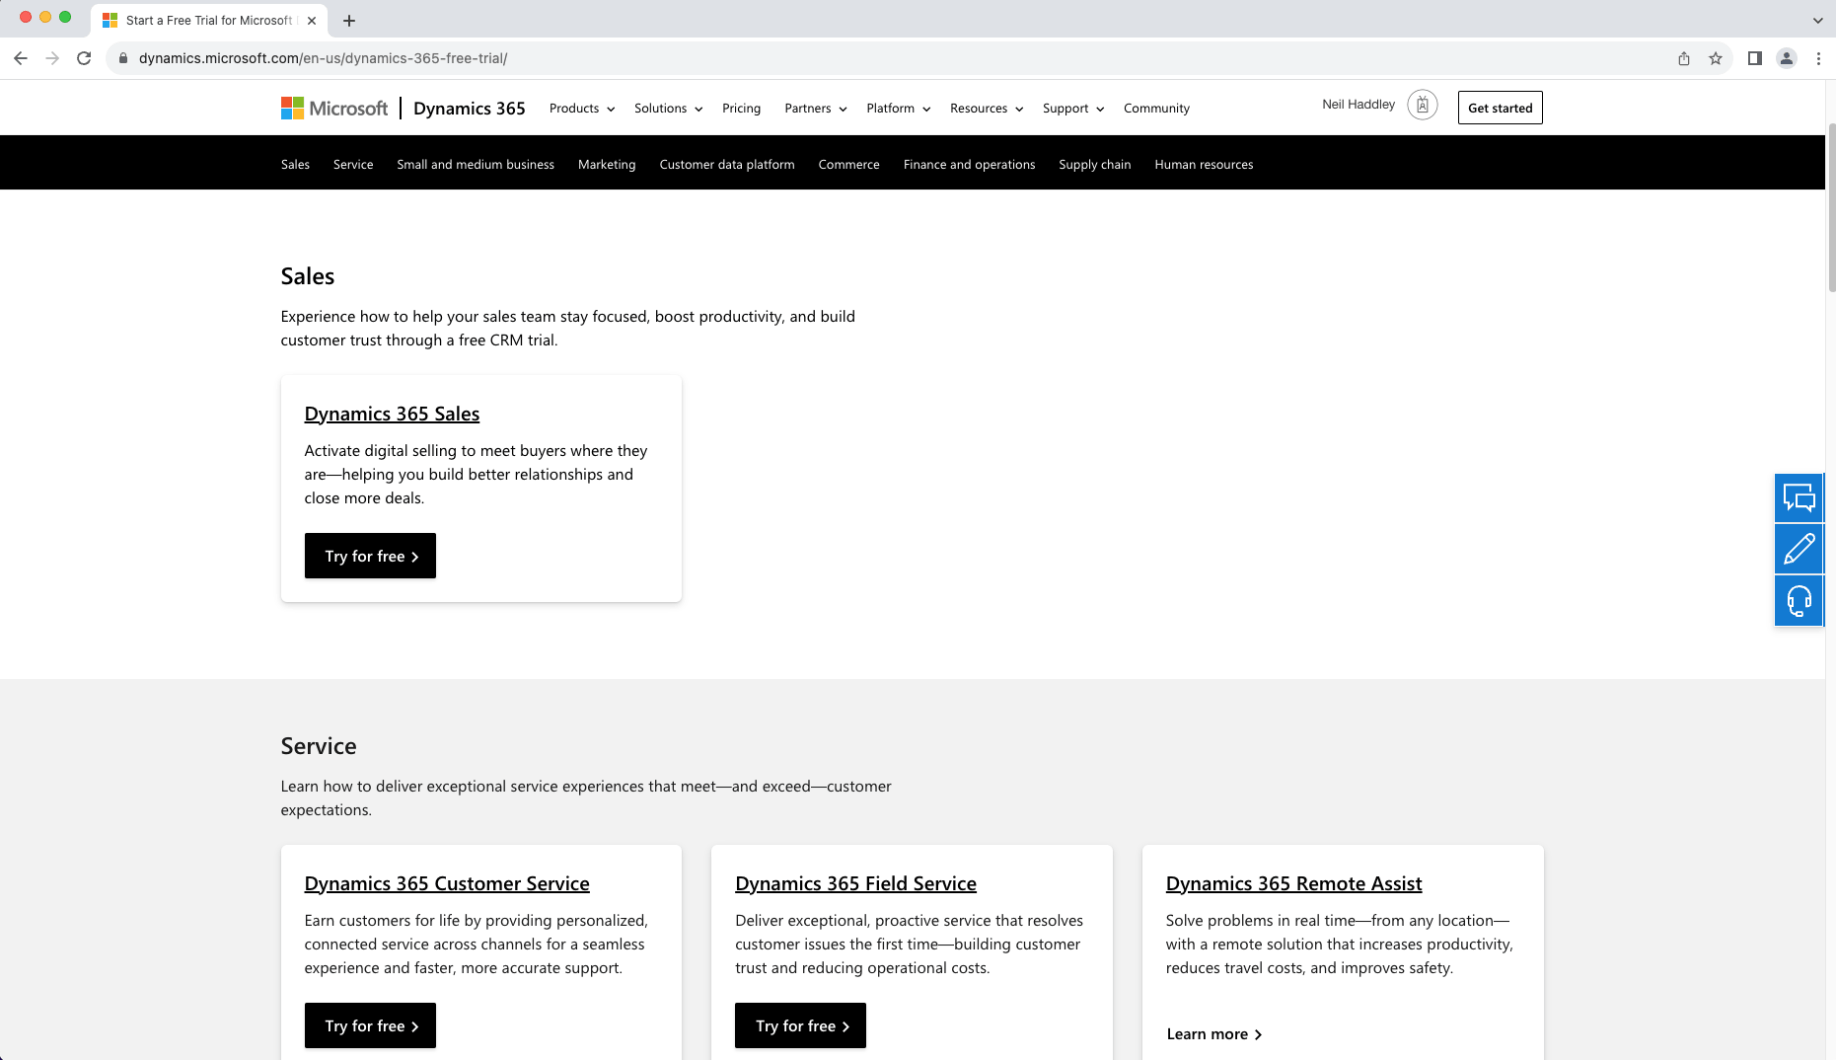 Start a Free Trial for Microsoft
dynamics.microsoft.com/en-us/dynamics-365-free-trial/
Microsoft | Dynamics 365 Products Solutions Pricing Partners Platform Resources Support Community Neil Haddley Get started
Sales Service Small and medium business Marketing Customer data platform Commerce Finance and operations Supply chain Human resources
Sales
Experience how to help your sales team stay focused, boost productivity, and build
customer trust through a free CRM trial.
Dynamics 365 Sales
Activate digital selling to meet buyers where they
are—helping you build better relationships and
close more deals.
Try for free
Service
Learn how to deliver exceptional service experiences that meet—and exceed—customer
expectations.
Dynamics 365 Customer Service
Earn customers for life by providing personalized,
connected service across channels for a seamless
experience and faster, more accurate support.
Try for free
Dynamics 365 Field Service
Deliver exceptional, proactive service that resolves
customer issues the first time—building customer
trust and reducing operational costs.
Try for free
Dynamics 365 Remote Assist
Solve problems in real time—from any location—
with a remote solution that increases productivity,
reduces travel costs, and improves safety.
Learn more